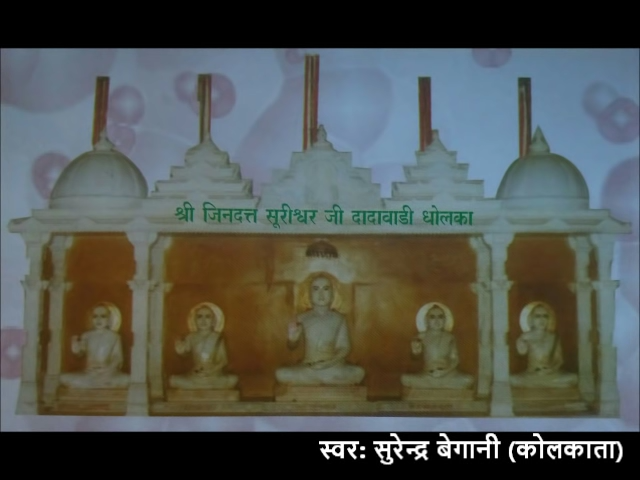 श्री जिनदत्त सूरीश्वर जी दादावाडी धोलका
स्वर: सुरेन्द्र बेगानी (कोलकाता)